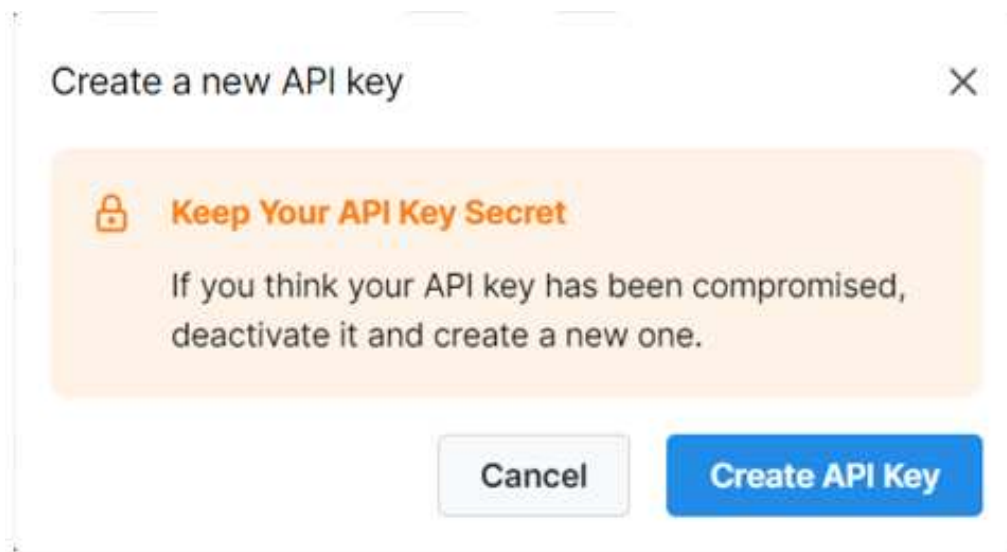 Create a new API key
Keep Your API Key Secret
If you think your API key has been compromised,
deactivate it and create a new one.
Cancel
Create API Key